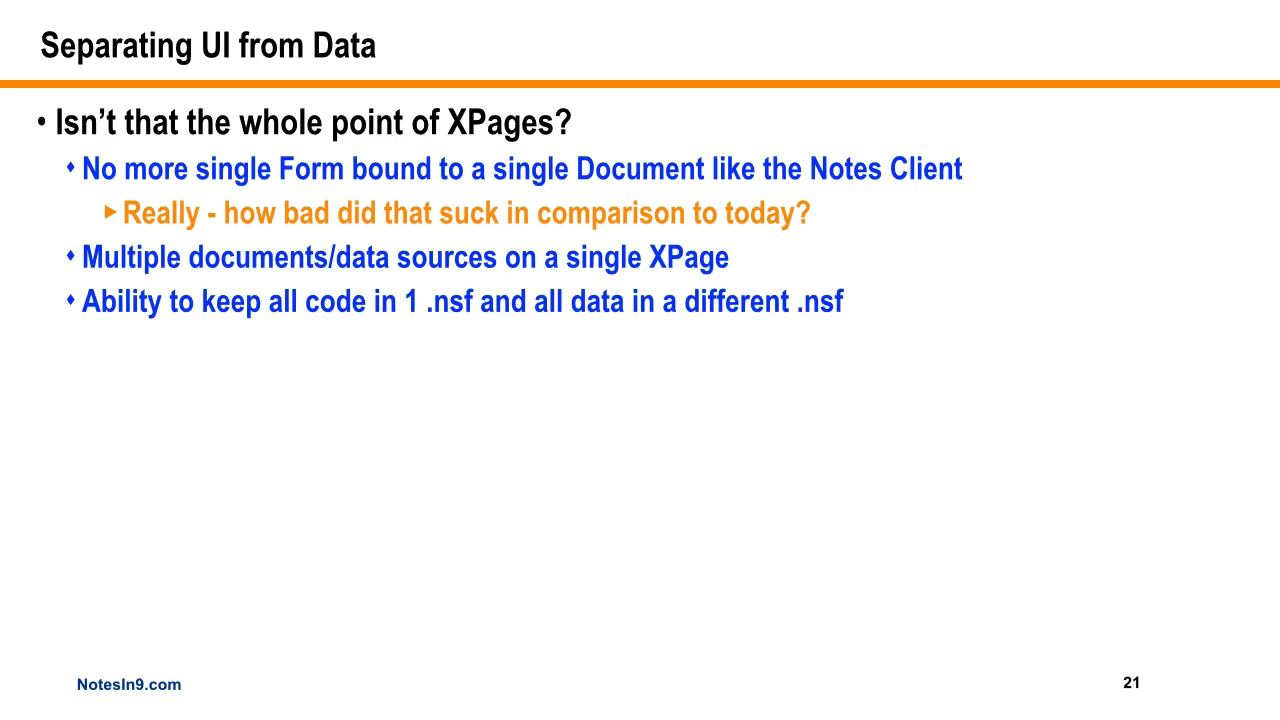 Separating UI from Data
• Isn’t that the whole point of XPages?
♦ No more single Form bound to a single Document like the Notes Client
► Really - how bad did that suck in comparison to today?
♦ Multiple documents/data sources on a single XPage
♦ Ability to keep all code in 1 .nsf and all data in a different .nsf
NotesIn9.com
21